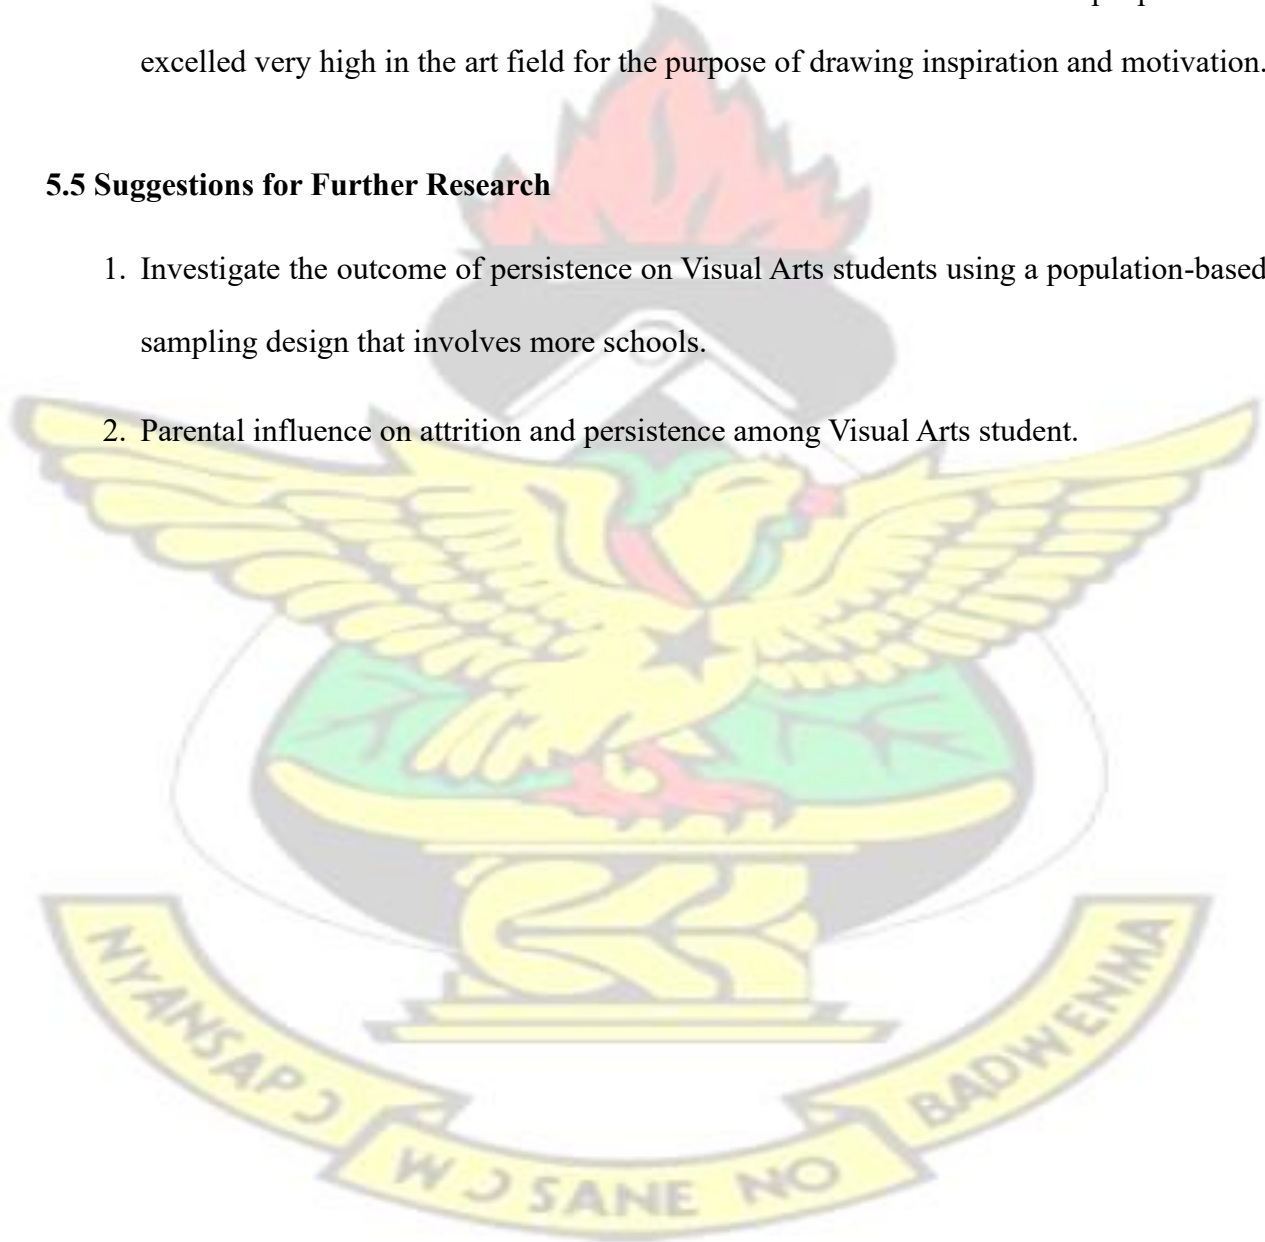 excelled very high in the art field for the purpose of drawing inspiration and motivation.
5.5 Suggestions for Further Research
1. Investigate the outcome of persistence on Visual Arts students using a population-based
sampling design that involves more schools.
2. Parental influence on attrition and persistence among Visual Arts student.
NYANSAPƆ
WƆ SANE NO
BADWENMA